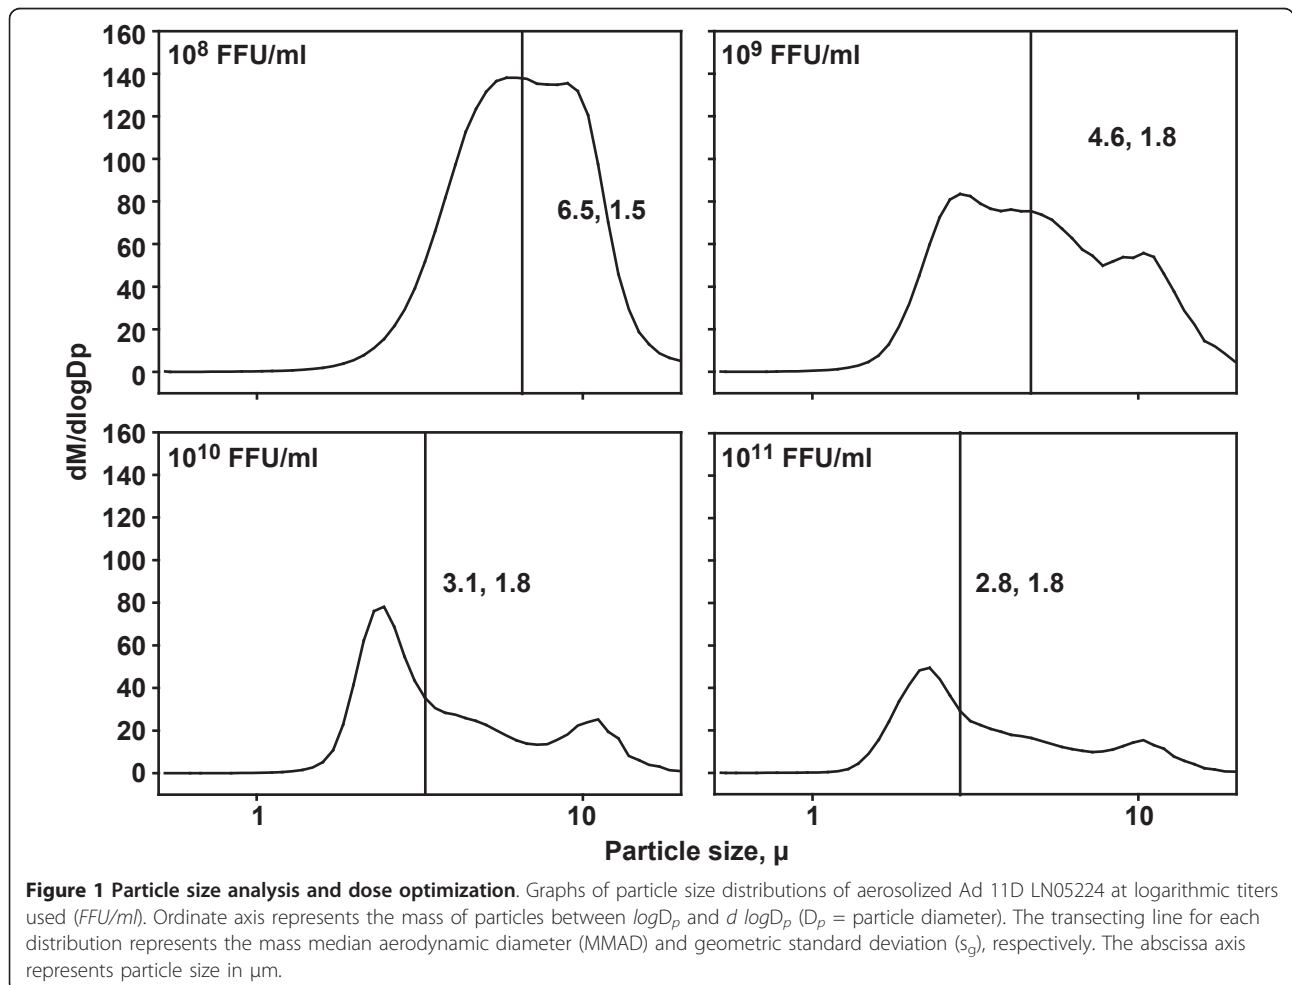 160
140
120
100
80
60
40
20
0
dM/dlogDp
10⁸ FFU/ml
6.5, 1.5
10⁹ FFU/ml
4.6, 1.8
160
140
120
100
80
60
40
20
0
10¹⁰ FFU/ml
3.1, 1.8
10¹¹ FFU/ml
2.8, 1.8
1 10 1 10
Particle size, µ
Figure 1 Particle size analysis and dose optimization. Graphs of particle size distributions of aerosolized Ad 11D LN05224 at logarithmic titers
used (FFU/ml). Ordinate axis represents the mass of particles between logDₚ and d logDₚ (Dₚ = particle diameter). The transecting line for each
distribution represents the mass median aerodynamic diameter (MMAD) and geometric standard deviation (sg), respectively. The abscissa axis
represents particle size in µm.